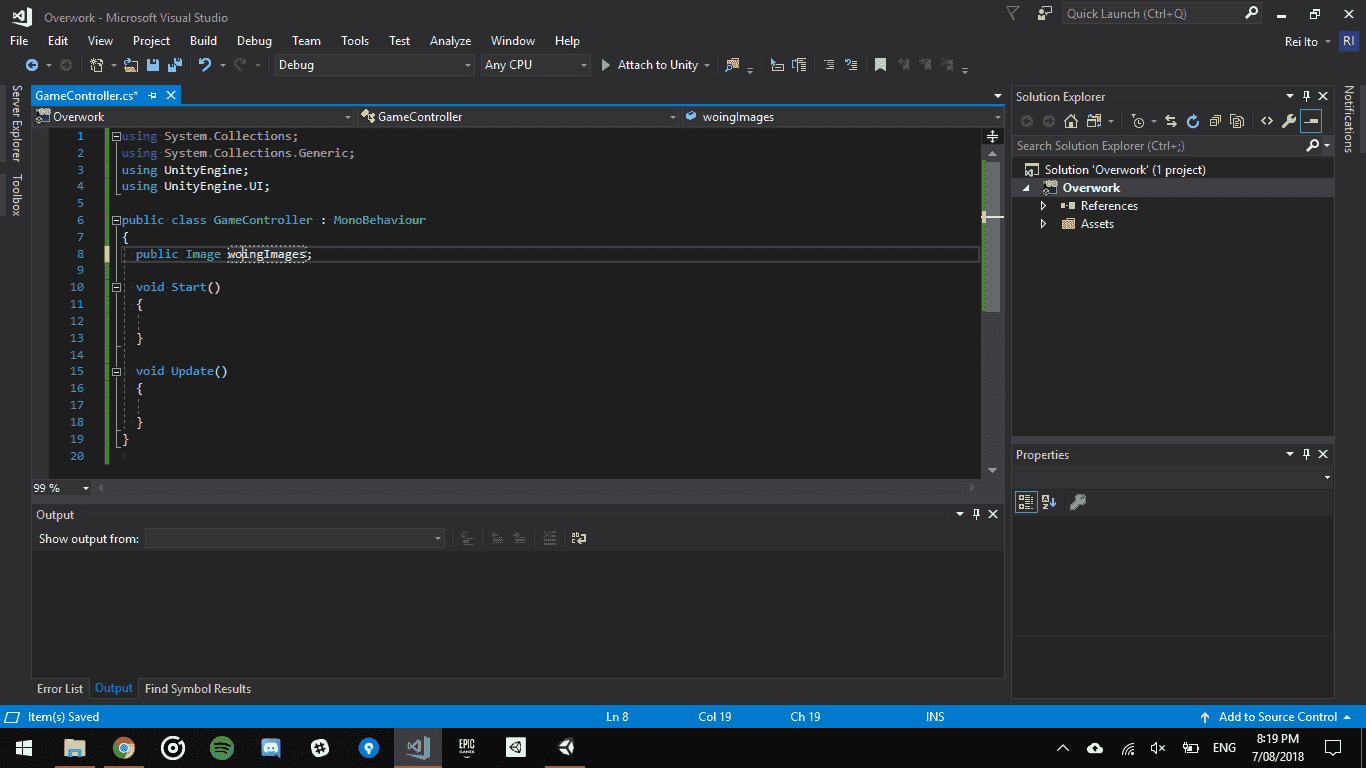 Overwork - Microsoft Visual Studio
Quick Launch (Ctrl+Q)
File Edit View Project Build Debug Team Tools Test Analyze Window Help
Rei Ito RI
Debug Any CPU Attach to Unity
Server Explorer
Toolbox
GameController.cs*
Overwork GameController woingImages
1 using System.Collections;
2 using System.Collections.Generic;
3 using UnityEngine;
4 using UnityEngine.UI;
5
6 public class GameController : MonoBehaviour
7 {
8 public Image woingImages;
9
10 void Start()
11 {
12
13 }
14
15 void Update()
16 {
17
18 }
19 }
20
99 %
Output
Show output from:
Error List Output Find Symbol Results
Solution Explorer
Search Solution Explorer (Ctrl+;)
Solution 'Overwork' (1 project)
Overwork
References
Assets
Properties
Notifications
Item(s) Saved Ln 8 Col 19 Ch 19 INS Add to Source Control
EPIC GAMES
ENG
8:19 PM
7/08/2018